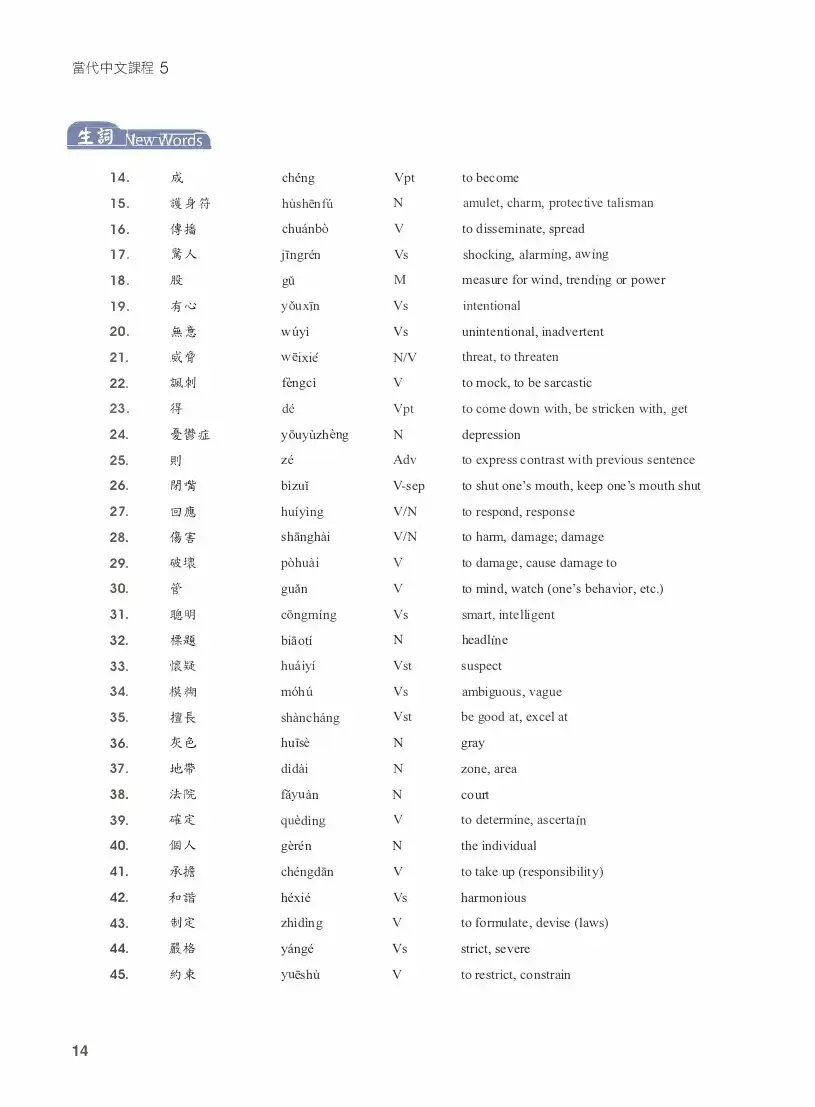 當代中文課程 5
生詞 New Words
14. 成 chéng Vpt to become
15. 護身符 hùshēnfú N amulet, charm, protective talisman
16. 傳播 chuánbò V to disseminate, spread
17. 驚人 jīngrén Vs shocking, alarming, awing
18. 股 gǔ M measure for wind, trending or power
19. 有心 yǒuxīn Vs intentional
20. 無意 wúyì Vs unintentional, inadvertent
21. 威脅 wēixié N/V threat, to threaten
22. 諷刺 fèngcì V to mock, to be sarcastic
23. 得 dé Vpt to come down with, be stricken with, get
24. 憂鬱症 yōuyùzhèng N depression
25. 則 zé Adv to express contrast with previous sentence
26. 閉嘴 bìzuǐ V-sep to shut one’s mouth, keep one’s mouth shut
27. 回應 huíyìng V/N to respond, response
28. 傷害 shānghài V/N to harm, damage; damage
29. 破壞 pòhuài V to damage, cause damage to
30. 管 guǎn V to mind, watch (one’s behavior, etc.)
31. 聰明 cōngmíng Vs smart, intelligent
32. 標題 biāotí N headline
33. 懷疑 huáiyí Vst suspect
34. 模糊 móhú Vs ambiguous, vague
35. 擅長 shàncháng Vst be good at, excel at
36. 灰色 huīsè N gray
37. 地帶 dìdài N zone, area
38. 法院 fǎyuàn N court
39. 確定 quèdìng V to determine, ascertain
40. 個人 gèrén N the individual
41. 承擔 chéngdān V to take up (responsibility)
42. 和諧 héxié Vs harmonious
43. 制定 zhìdìng V to formulate, devise (laws)
44. 嚴格 yángé Vs strict, severe
45. 約束 yuēshù V to restrict, constrain
14